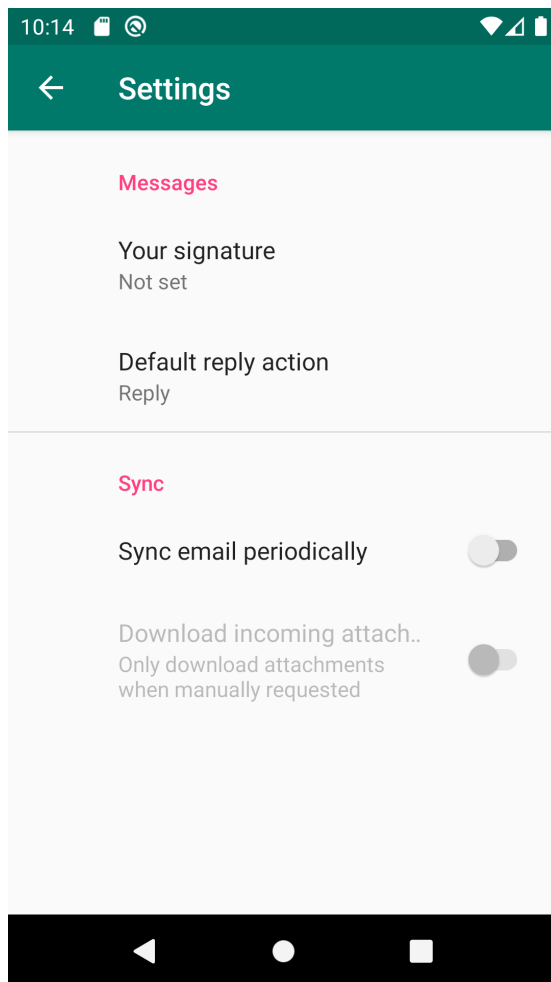 10:14
Settings
Messages
Your signature
Not set
Default reply action
Reply
Sync
Sync email periodically
Download incoming attach..
Only download attachments
when manually requested